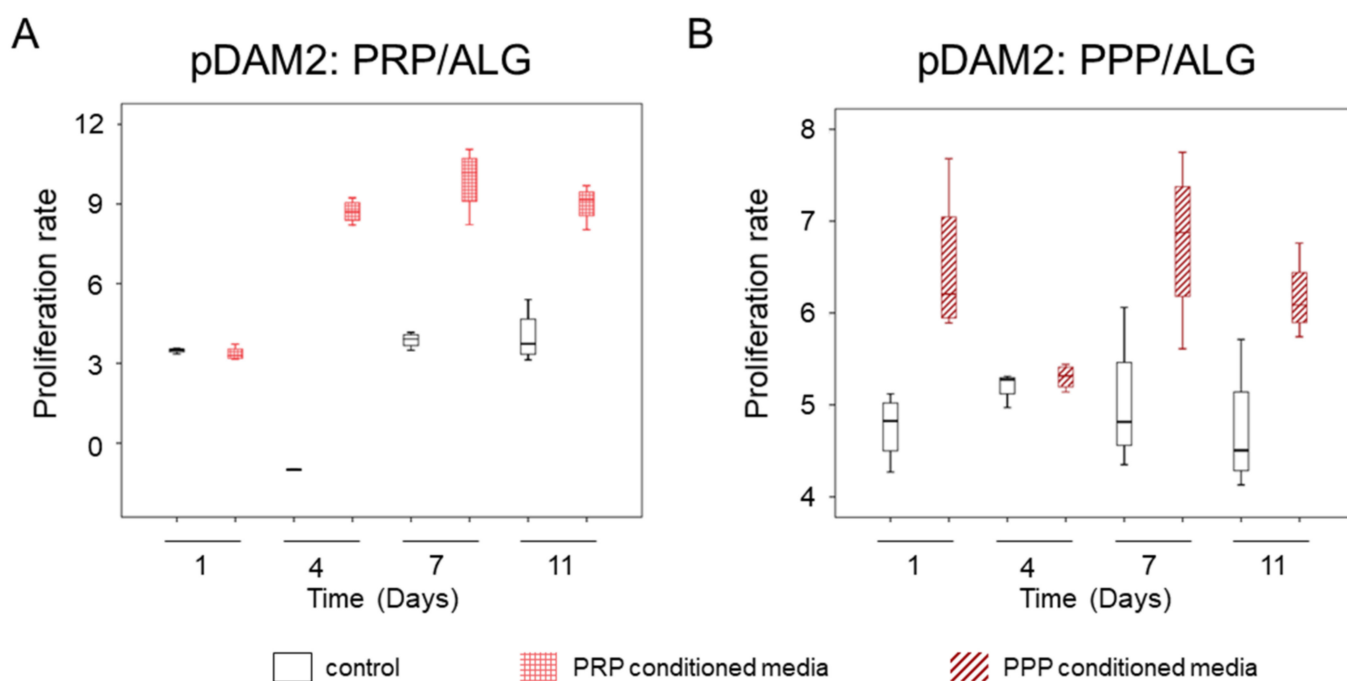 A
pDAM2: PRP/ALG
Proliferation rate
12
9
6
3
0
1 4 7 11
Time (Days)
B
pDAM2: PPP/ALG
Proliferation rate
8
7
6
5
4
1 4 7 11
Time (Days)
control PRP conditioned media PPP conditioned media